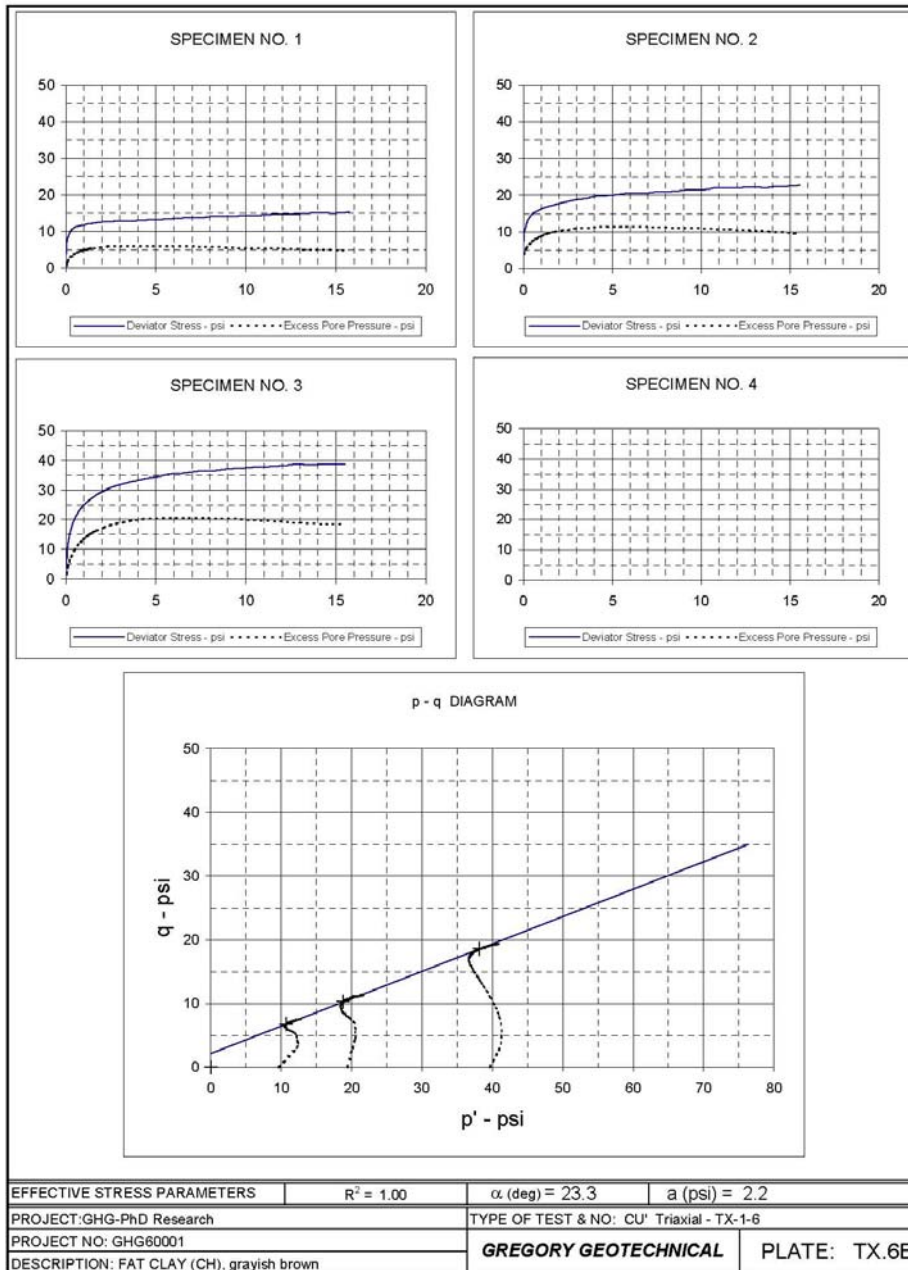 SPECIMEN NO. 1
50
40
30
20
10
0
0 5 10 15 20
Deviator Stress - psi Excess Pore Pressure - psi
SPECIMEN NO. 2
50
40
30
20
10
0
0 5 10 15 20
Deviator Stress - psi Excess Pore Pressure - psi
SPECIMEN NO. 3
50
40
30
20
10
0
0 5 10 15 20
Deviator Stress - psi Excess Pore Pressure - psi
SPECIMEN NO. 4
50
40
30
20
10
0
0 5 10 15 20
Deviator Stress - psi Excess Pore Pressure - psi
p - q DIAGRAM
q - psi
50
40
30
20
10
0
0 10 20 30 40 50 60 70 80
p' - psi
EFFECTIVE STRESS PARAMETERS R² = 1.00 α (deg) = 23.3 a (psi) = 2.2
PROJECT:GHG-PhD Research TYPE OF TEST & NO: CU' Triaxial - TX-1-6
PROJECT NO: GHG60001
GREGORY GEOTECHNICAL PLATE: TX.6B
DESCRIPTION: FAT CLAY (CH), grayish brown